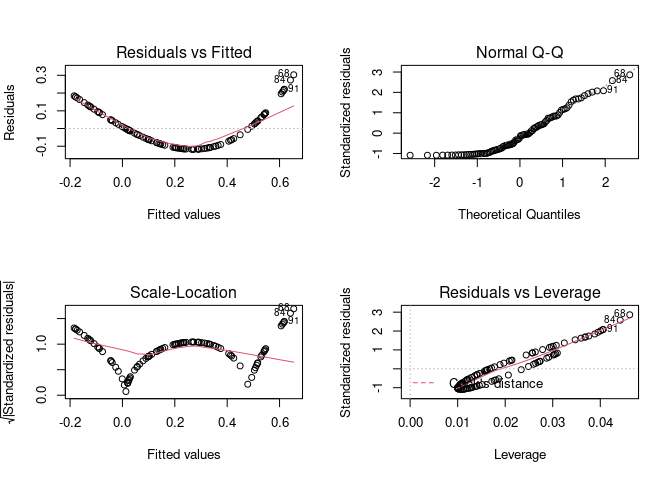 Residuals vs Fitted
Residuals
0.3
0.1
-0.1
68
84
91
-0.2 0.0 0.2 0.4 0.6
Fitted values
Normal Q-Q
Standardized residuals
3
2
1
0
-1
68
84
91
-2 -1 0 1 2
Theoretical Quantiles
Scale-Location
√|Standardized residuals|
1.0
0.0
68
84
91
-0.2 0.0 0.2 0.4 0.6
Fitted values
Residuals vs Leverage
Standardized residuals
3
2
1
-1
68
84
91
distance
0.00 0.01 0.02 0.03 0.04
Leverage